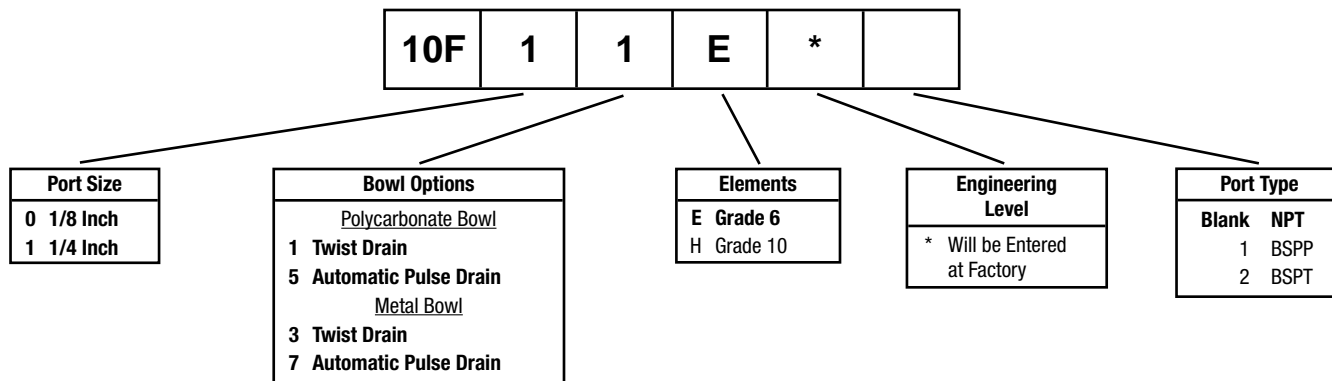 10F 1 1 E *
Port Size
0 1/8 Inch
1 1/4 Inch
Bowl Options
Polycarbonate Bowl
1 Twist Drain
5 Automatic Pulse Drain
Metal Bowl
3 Twist Drain
7 Automatic Pulse Drain
Elements
E Grade 6
H Grade 10
Engineering
Level
* Will be Entered
at Factory
Port Type
Blank NPT
1 BSPP
2 BSPT